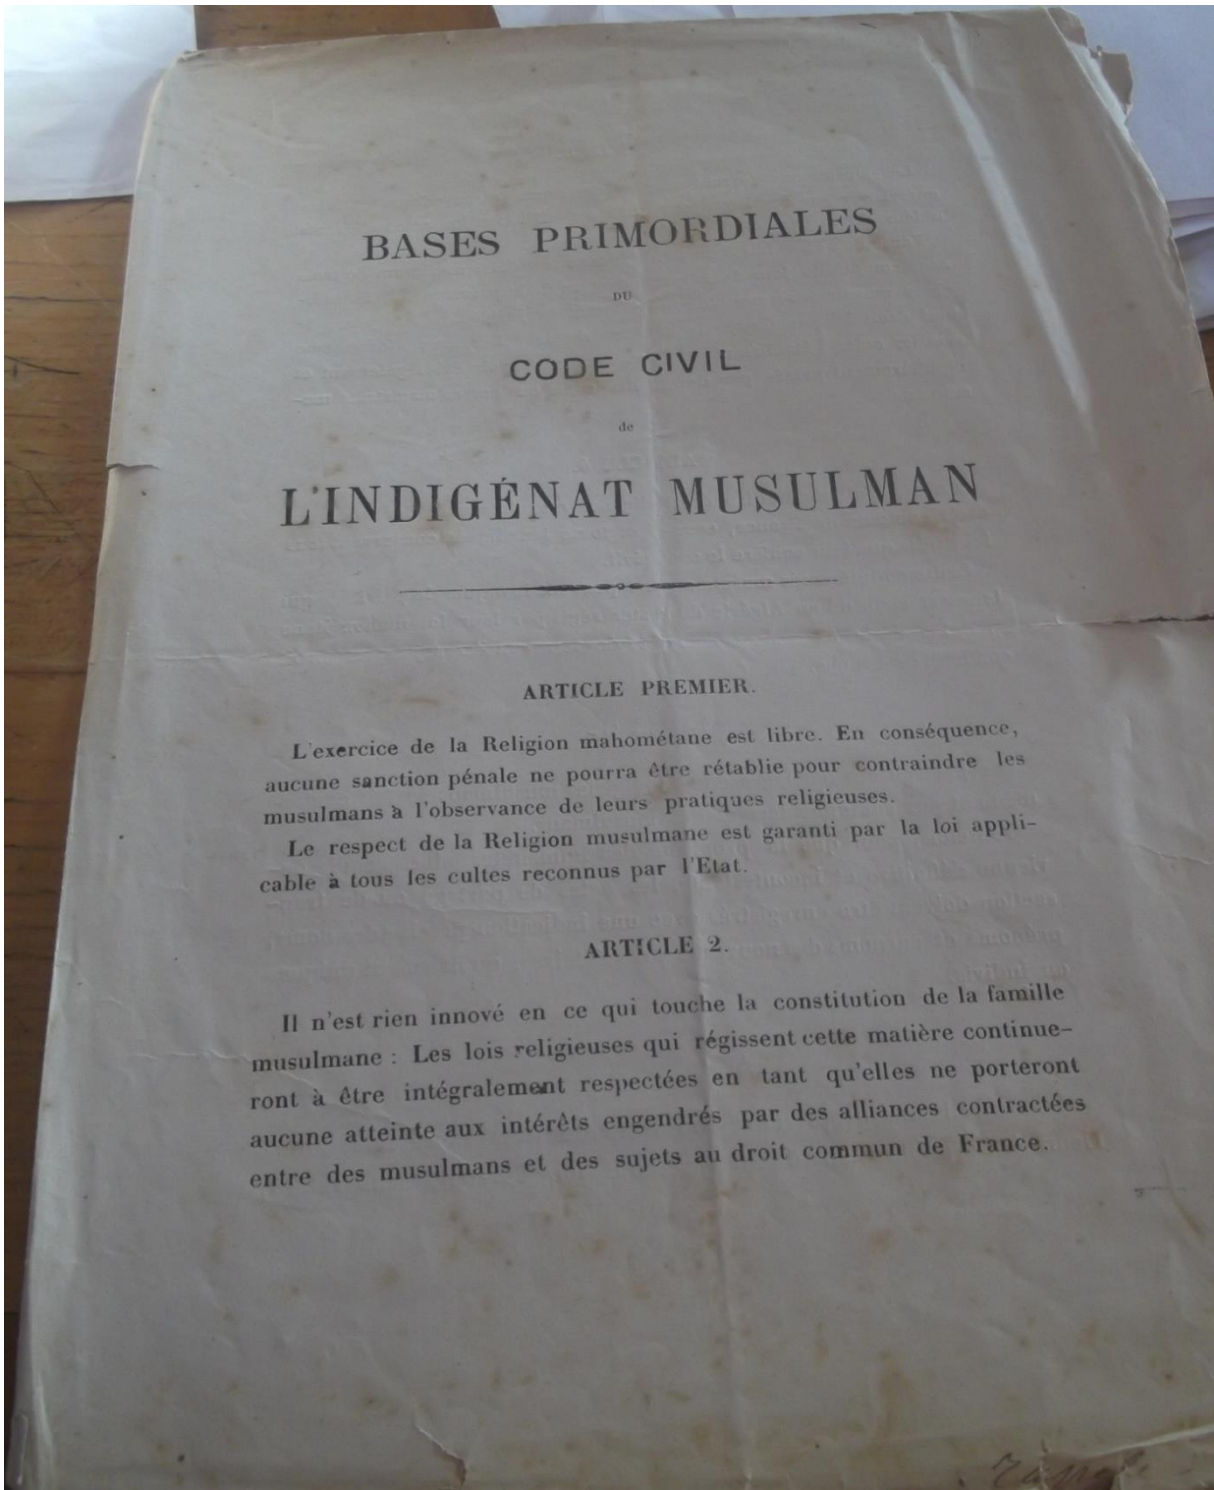 BASES PRIMORDIALES
DU
CODE CIVIL
de
L'INDIGÉNAT MUSULMAN
ARTICLE PREMIER.
L'exercice de la Religion mahométane est libre. En conséquence,
aucune sanction pénale ne pourra être rétablie pour contraindre les
musulmans à l'observance de leurs pratiques religieuses.
Le respect de la Religion musulmane est garanti par la loi appli-
cable à tous les cultes reconnus par l'Etat.
ARTICLE 2.
Il n'est rien innové en ce qui touche la constitution de la famille
musulmane : Les lois religieuses qui régissent cette matière continue-
ront à être intégralement respectées en tant qu'elles ne porteront
aucune atteinte aux intérêts engendrés par des alliances contractées
entre des musulmans et des sujets au droit commun de France.